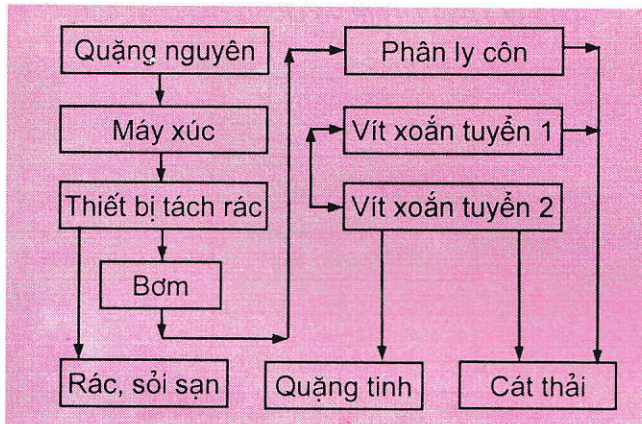 Quặng nguyên
Máy xúc
Thiết bị tách rác
Bơm
Rác, sỏi sạn
Phân ly côn
Vít xoắn tuyển 1
Vít xoắn tuyển 2
Quặng tinh
Cát thải